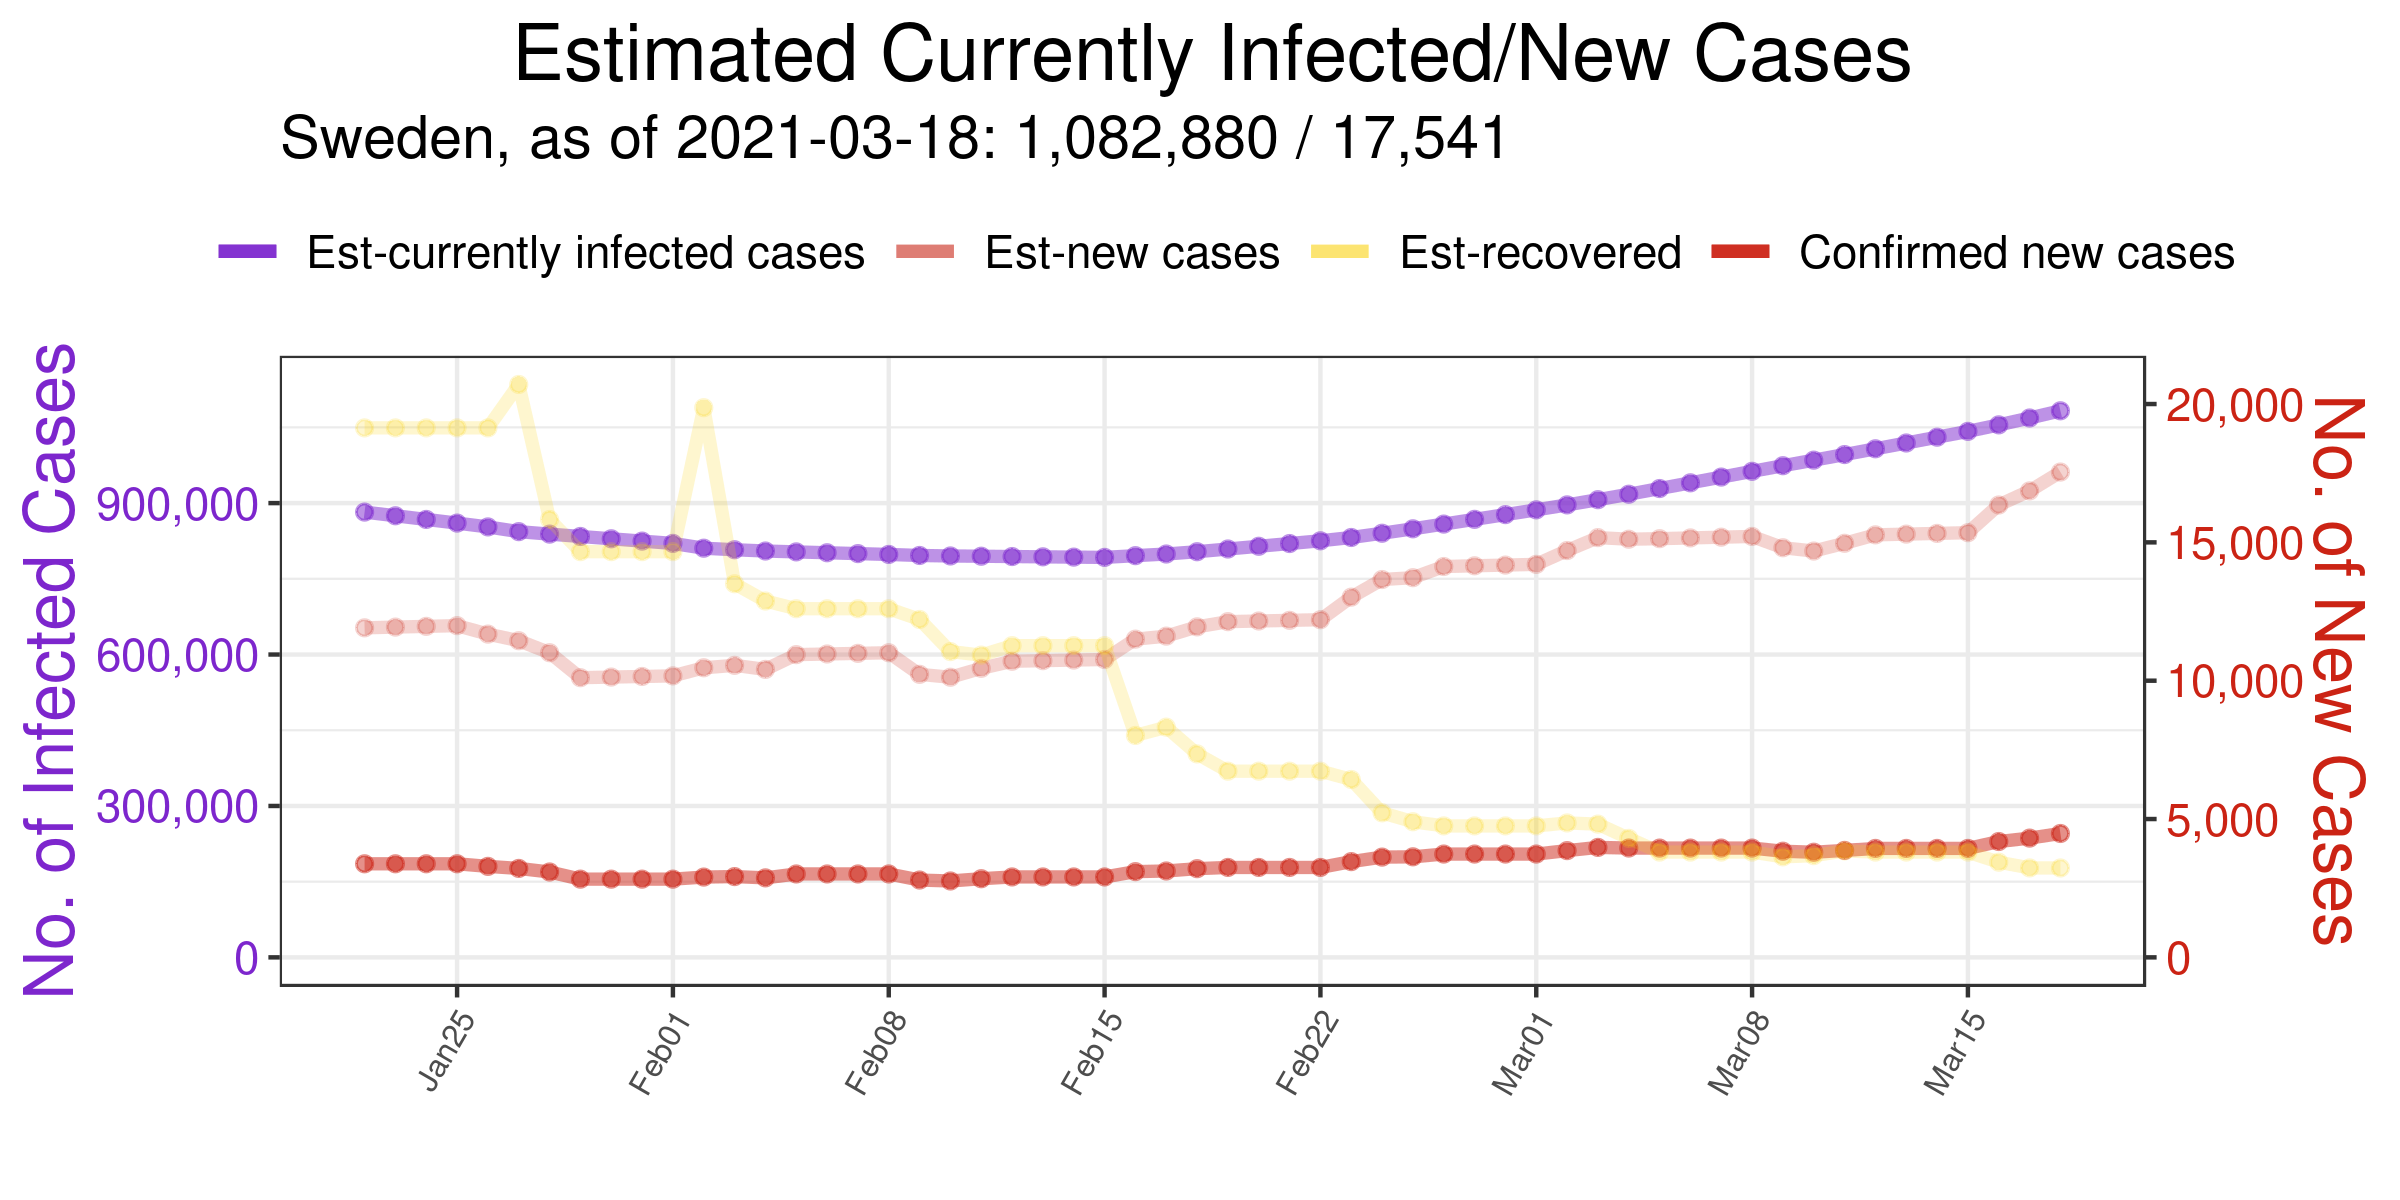 Estimated Currently Infected/New Cases
Sweden, as of 2021-03-18: 1,082,880 / 17,541
Est-currently infected cases Est-new cases Est-recovered Confirmed new cases
No. of Infected Cases
900,000
600,000
300,000
0
20,000
15,000
10,000
5,000
0
No. of New Cases
Jan25 Feb01 Feb08 Feb15 Feb22 Mar01 Mar08 Mar15